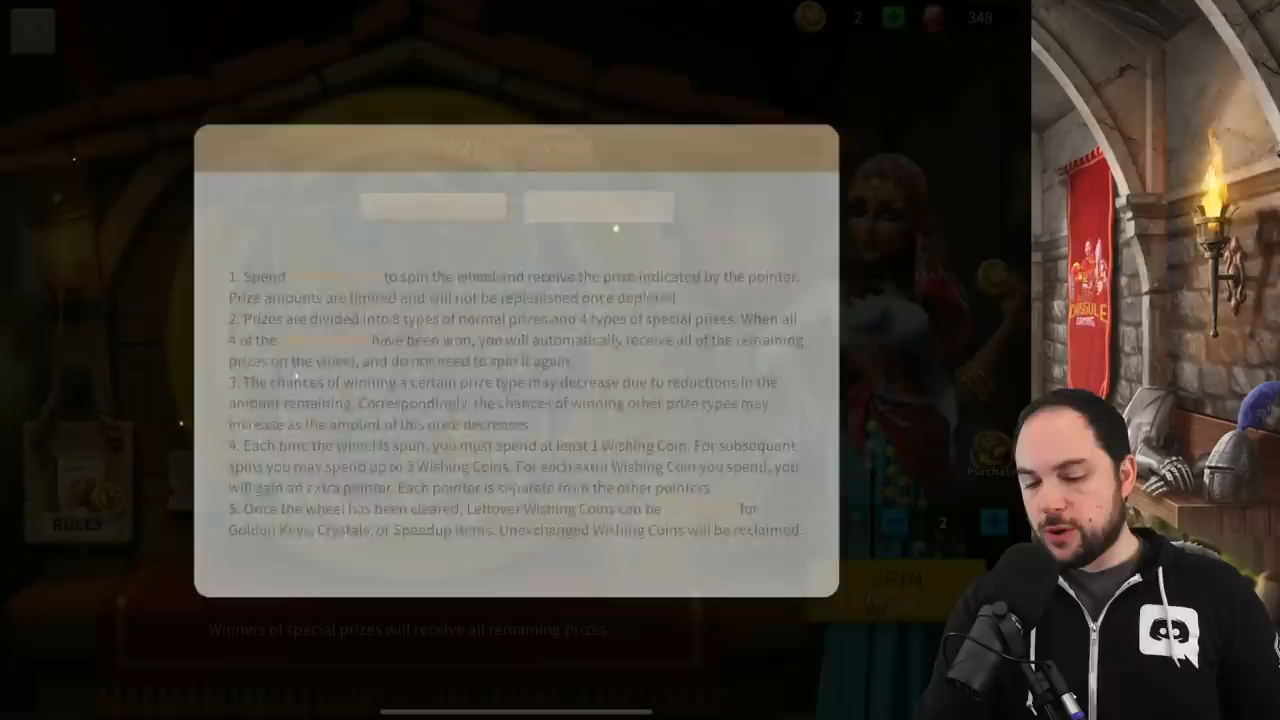 2
348
1. Spend to spin the wheel and receive the prize indicated by the pointer.
Prize amounts are limited and will not be replenished once depleted.
2. Prizes are divided into 8 types of normal prizes and 4 types of special prizes. When all
4 of the have been won, you will automatically receive all of the remaining
prizes on the wheel, and do not need to spin it again.
3. The chances of winning a certain prize type may decrease due to reductions in the
amount remaining. Correspondingly, the chances of winning other prize types may
increase as the amount of this prize decreases.
4. Each time the wheel is spun, you must spend at least 1 Wishing Coin. For subsequent
spins you may spend up to 3 Wishing Coins. For each extra Wishing Coin you spend, you
will gain an extra pointer. Each pointer is separate from the other pointers.
5. Once the wheel has been cleared, Leftover Wishing Coins can be for
Golden Keys, Crystals, or Speedup items. Unexchanged Wishing Coins will be reclaimed.
Purchase
RULES
2
SPIN
Winners of special prizes will receive all remaining prizes
CHISGULE
GAMING